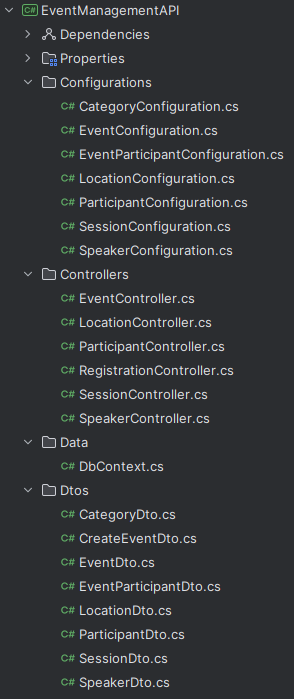 C# EventManagementAPI
Dependencies
Properties
Configurations
C# CategoryConfiguration.cs
C# EventConfiguration.cs
C# EventParticipantConfiguration.cs
C# LocationConfiguration.cs
C# ParticipantConfiguration.cs
C# SessionConfiguration.cs
C# SpeakerConfiguration.cs
Controllers
C# EventController.cs
C# LocationController.cs
C# ParticipantController.cs
C# RegistrationController.cs
C# SessionController.cs
C# SpeakerController.cs
Data
C# DbContext.cs
Dtos
C# CategoryDto.cs
C# CreateEventDto.cs
C# EventDto.cs
C# EventParticipantDto.cs
C# LocationDto.cs
C# ParticipantDto.cs
C# SessionDto.cs
C# SpeakerDto.cs